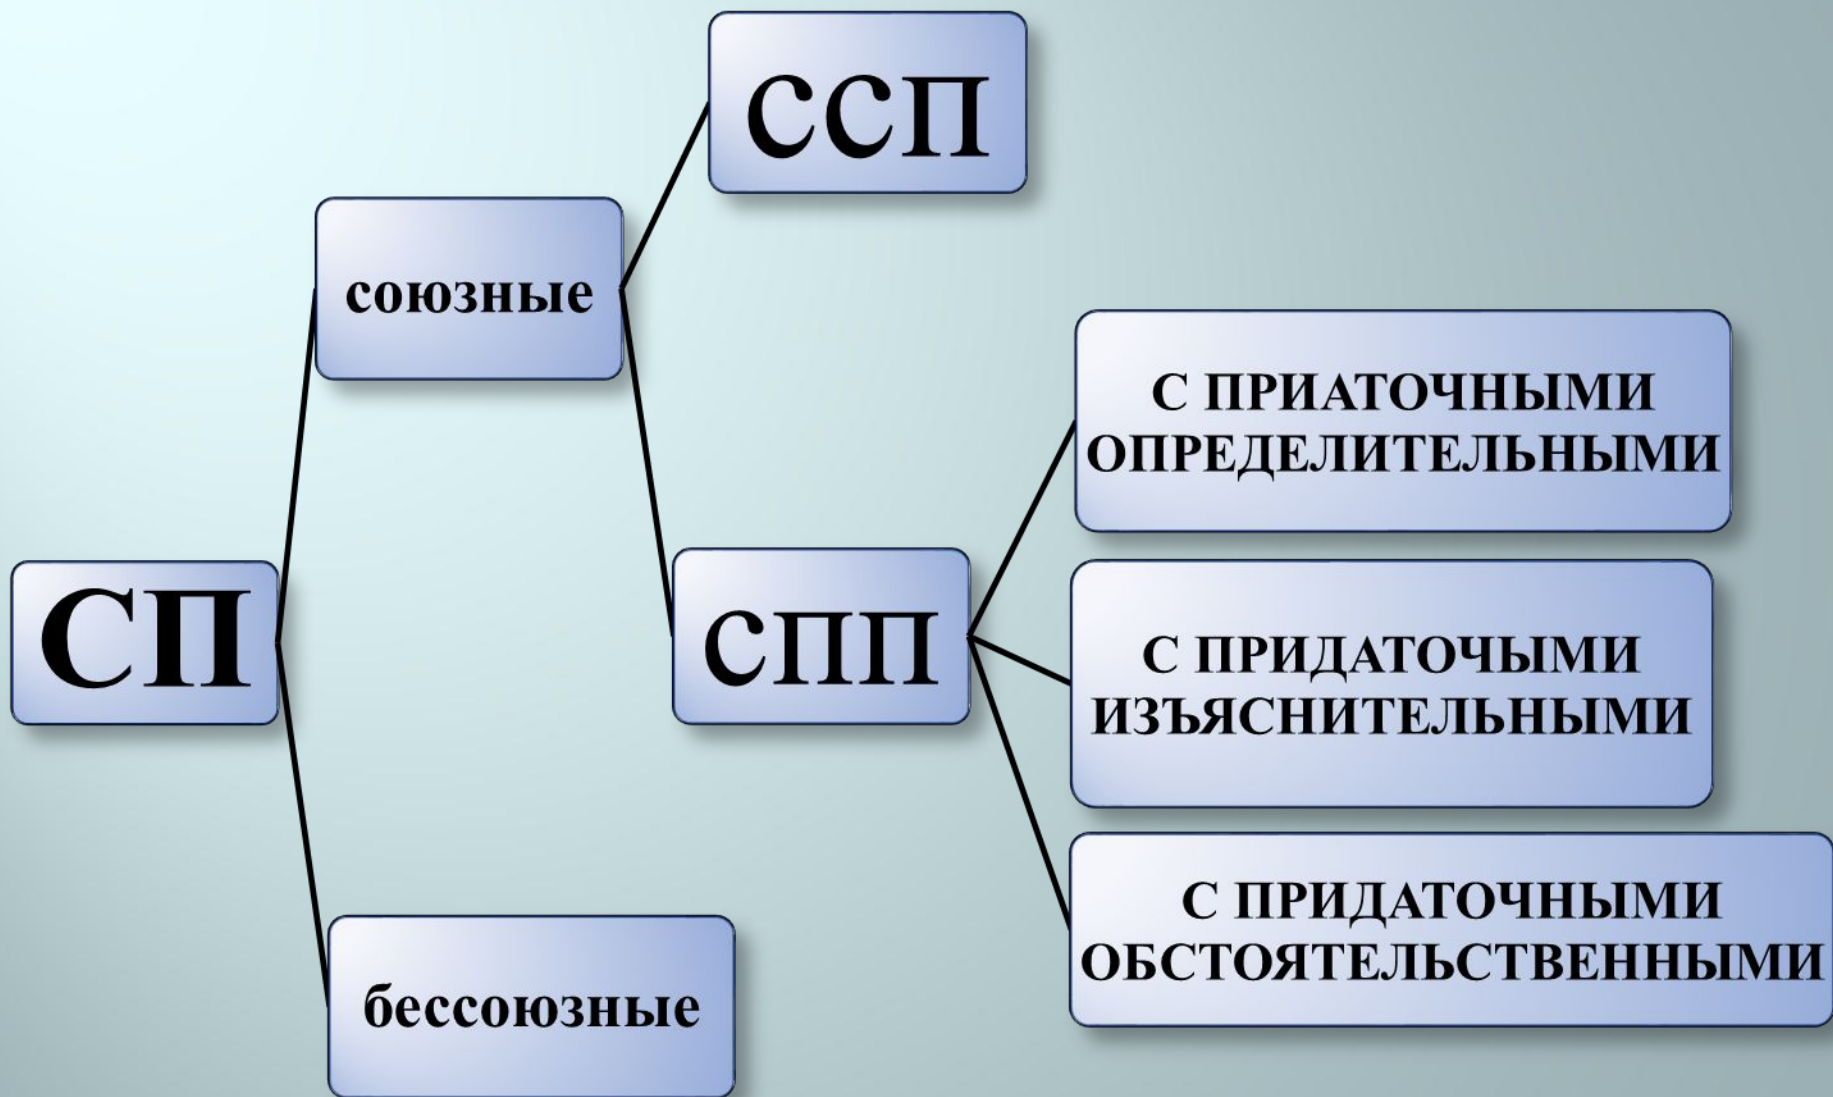 ССП
союзные
С ПРИАТОЧНЫМИ
ОПРЕДЕЛИТЕЛЬНЫМИ
СП
СПП
С ПРИДАТОЧЫМИ
ИЗЪЯСНИТЕЛЬНЫМИ
С ПРИДАТОЧНЫМИ
ОБСТОЯТЕЛЬСТВЕННЫМИ
бессоюзные